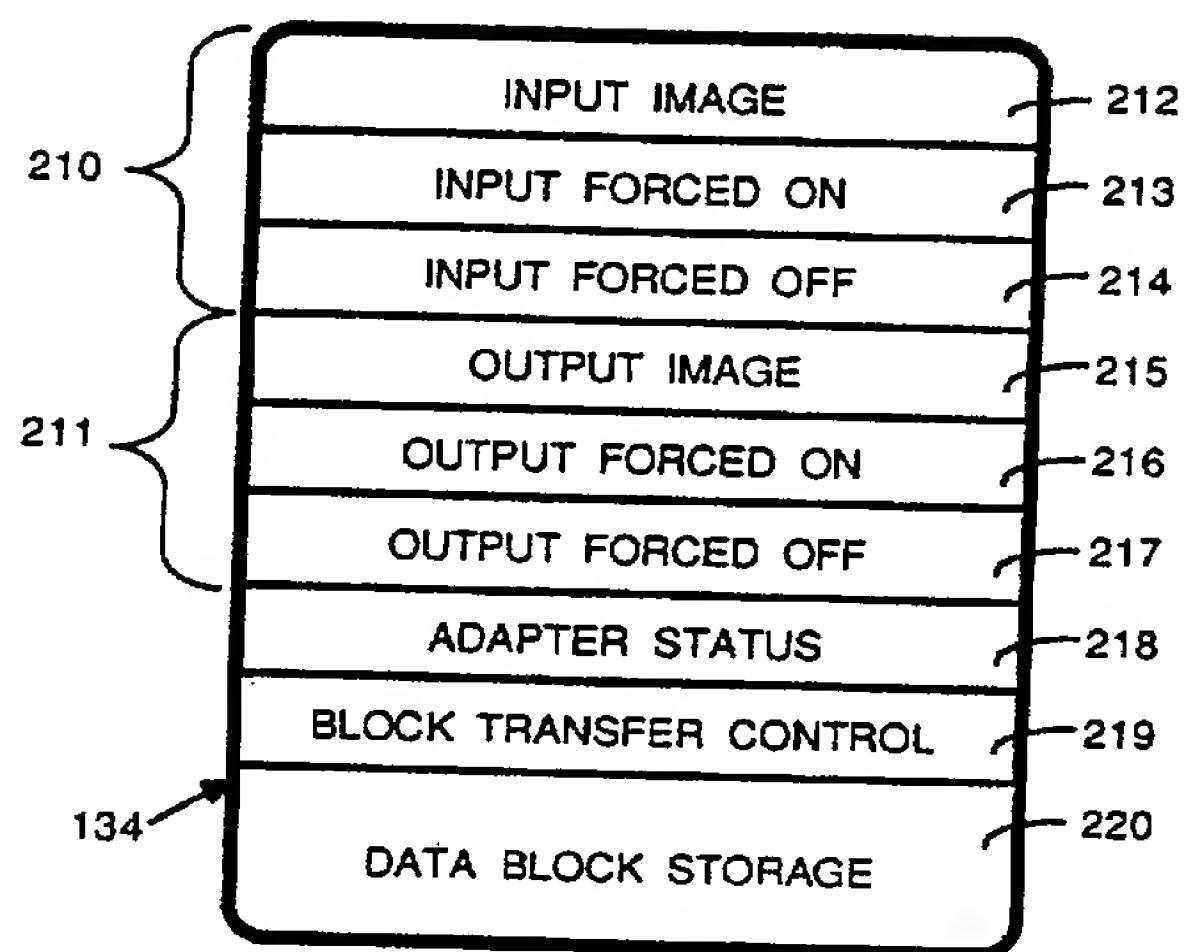 INPUT IMAGE 212
210 INPUT FORCED ON 213
INPUT FORCED OFF 214
OUTPUT IMAGE 215
211 OUTPUT FORCED ON 216
OUTPUT FORCED OFF 217
ADAPTER STATUS 218
BLOCK TRANSFER CONTROL 219
134 DATA BLOCK STORAGE 220